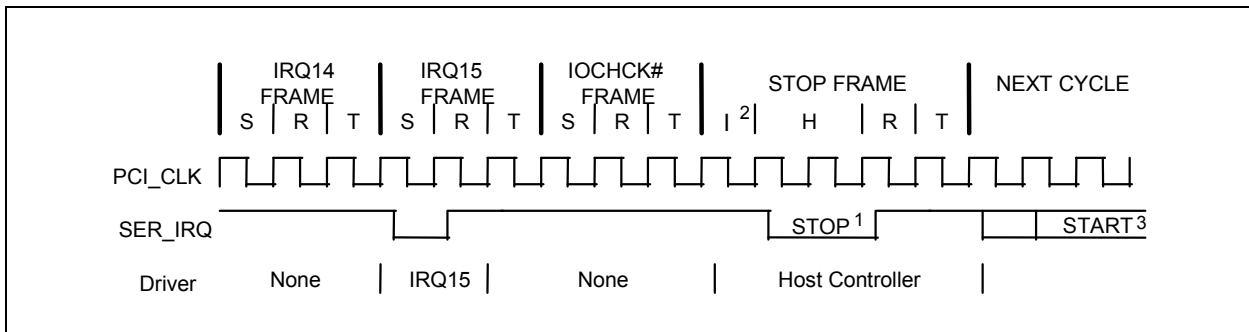 IRQ14 FRAME
IRQ15 FRAME
IOCHCK# FRAME
STOP FRAME
NEXT CYCLE
S R T S R T S R T I 2 H R T
PCI_CLK
SER_IRQ STOP 1 START 3
Driver None IRQ15 None Host Controller